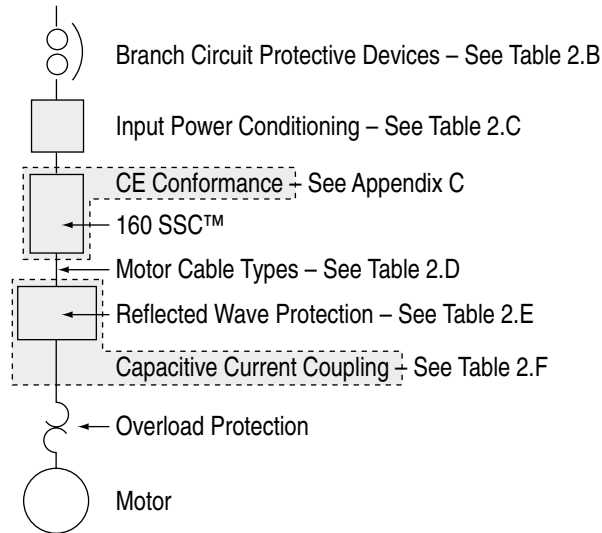 Branch Circuit Protective Devices – See Table 2.B
Input Power Conditioning – See Table 2.C
CE Conformance – See Appendix C
160 SSC™
Motor Cable Types – See Table 2.D
Reflected Wave Protection – See Table 2.E
Capacitive Current Coupling – See Table 2.F
Overload Protection
Motor